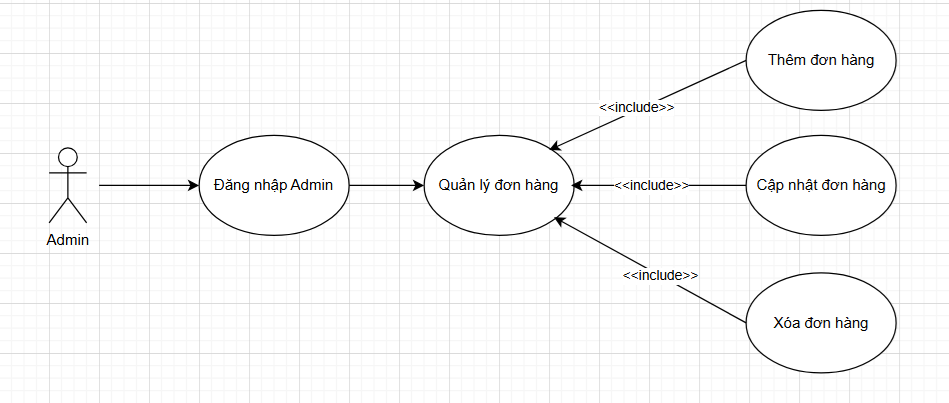 Thêm đơn hàng
<<include>>
Đăng nhập Admin
Quản lý đơn hàng
<<include>>
Cập nhật đơn hàng
Admin
<<include>>
Xóa đơn hàng